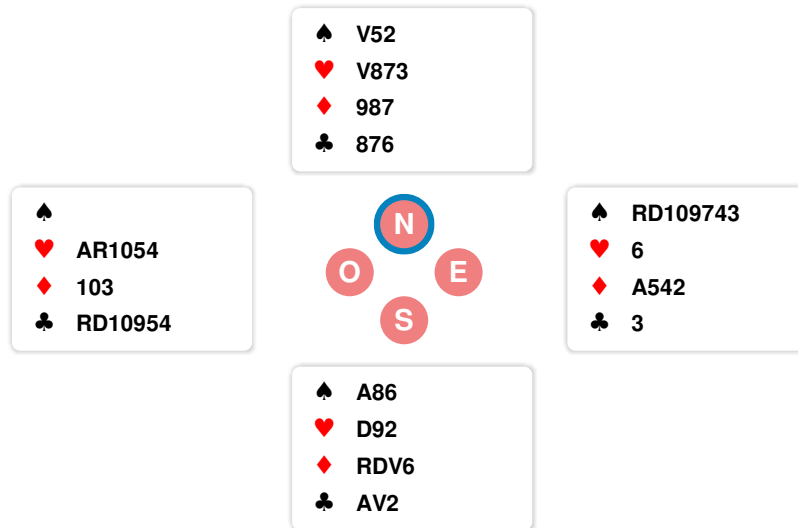 ♠ V52
♥ V873
♦ 987
♣ 876
♠
♥ AR1054
♦ 103
♣ RD10954
N
O E
S
♠ RD109743
♥ 6
♦ A542
♣ 3
♠ A86
♥ D92
♦ RDV6
♣ AV2